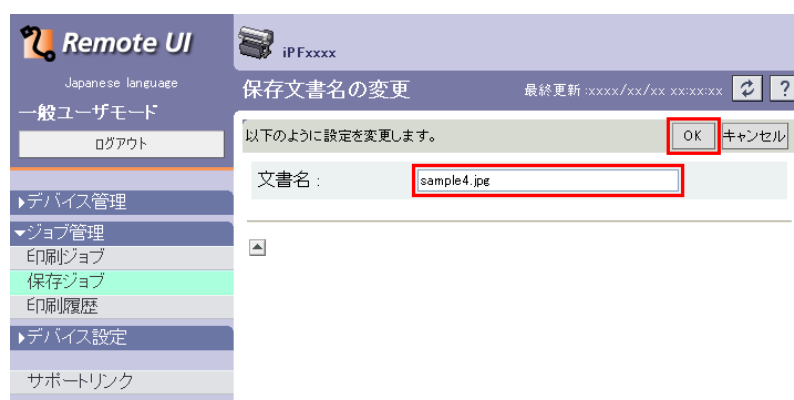 Remote UI
Japanese language
一般ユーザモード
ログアウト
▶デバイス管理
▼ジョブ管理
印刷ジョブ
保存ジョブ
印刷履歴
▶デバイス設定
サポートリンク
iPFxxxx
保存文書名の変更 最終更新:xxxx/xx/xx xx:xx:xx ?
以下のように設定を変更します。 OK キャンセル
文書名: sample4.jpg